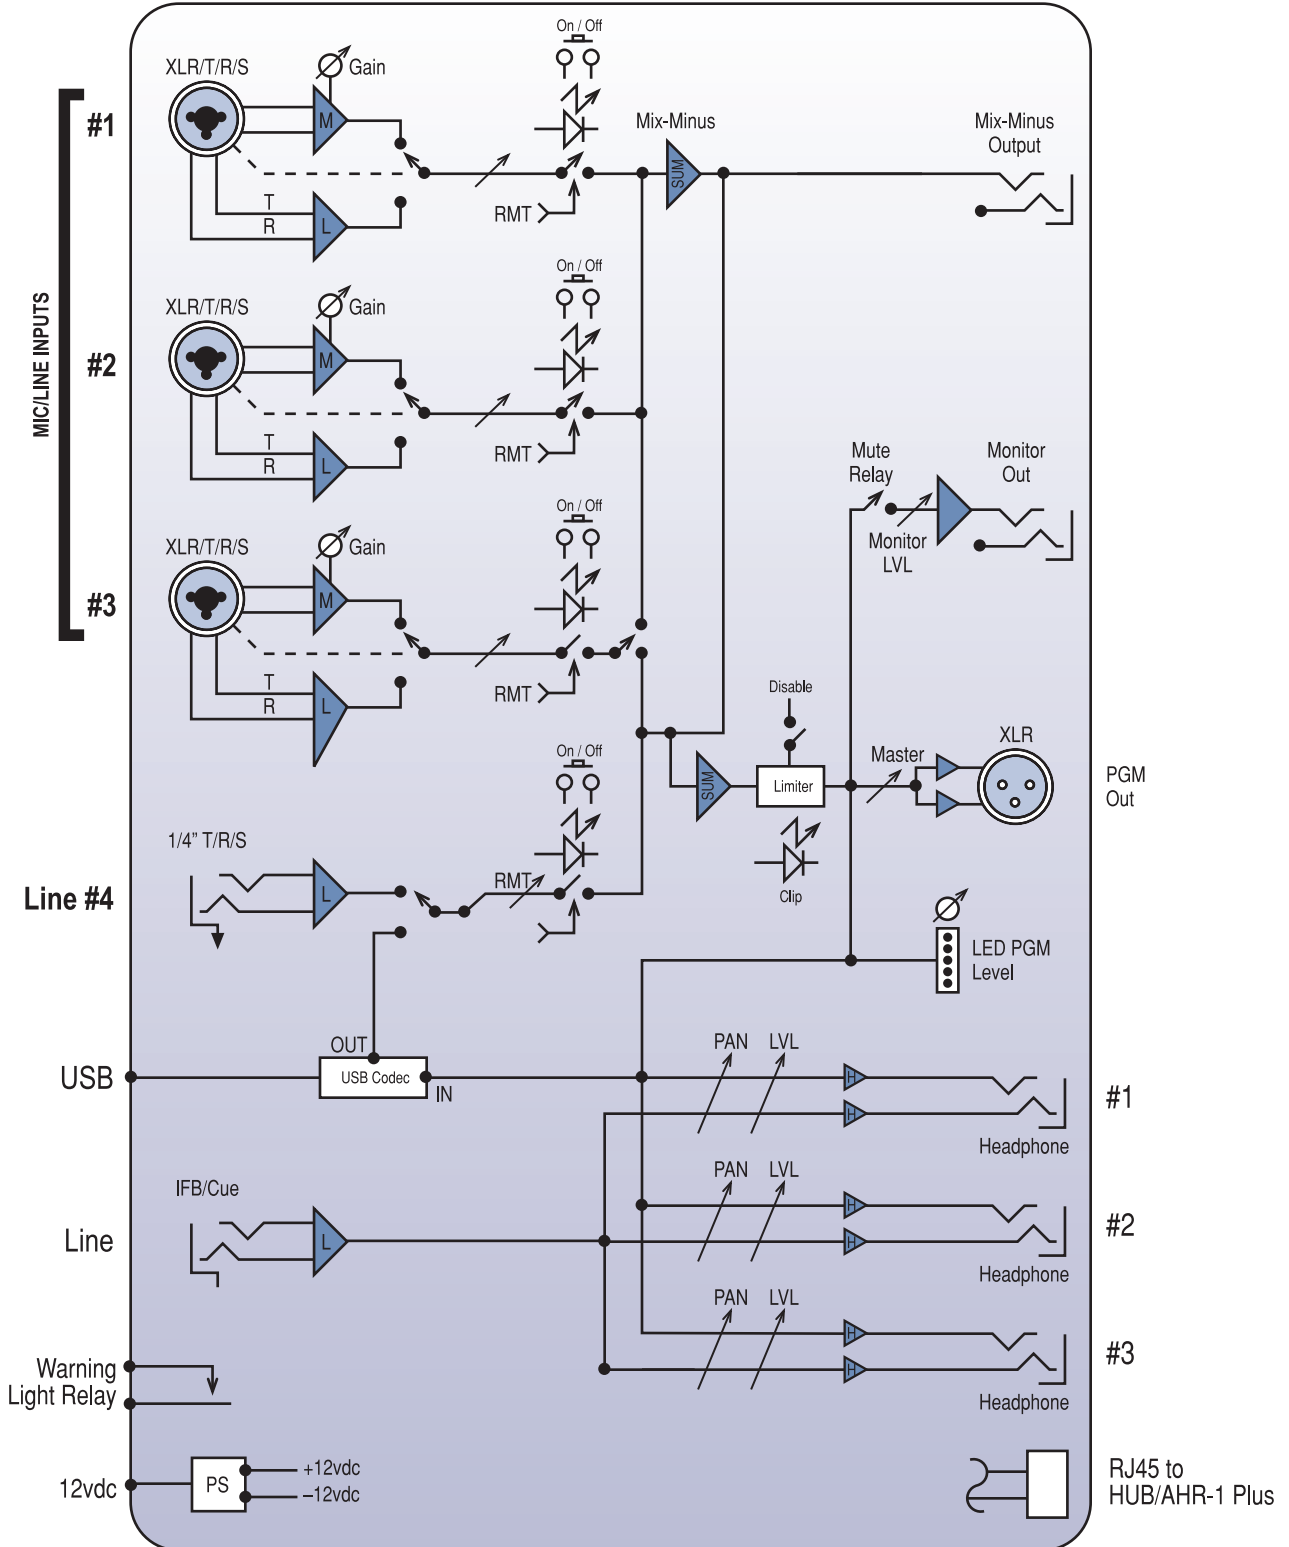 On / Off
XLR/T/R/S
Gain
#1
M
Mix-Minus
SUM
Mix-Minus
Output
T
R
L
RMT
MIC/LINE INPUTS
On / Off
XLR/T/R/S
Gain
#2
M
T
R
L
RMT
Mute
Relay
Monitor
Out
Monitor
LVL
On / Off
XLR/T/R/S
Gain
#3
M
T
R
L
RMT
Disable
On / Off
SUM
Limiter
Master
XLR
PGM
Out
Clip
1/4” T/R/S
Line #4
L
RMT
LED PGM
Level
OUT
USB
USB Codec
IN
PAN
LVL
H
H
#1
Headphone
IFB/Cue
Line
L
PAN
LVL
H
H
#2
Headphone
PAN
LVL
H
H
#3
Headphone
Warning
Light Relay
12vdc
PS
+12vdc
–12vdc
RJ45 to
HUB/AHR-1 Plus